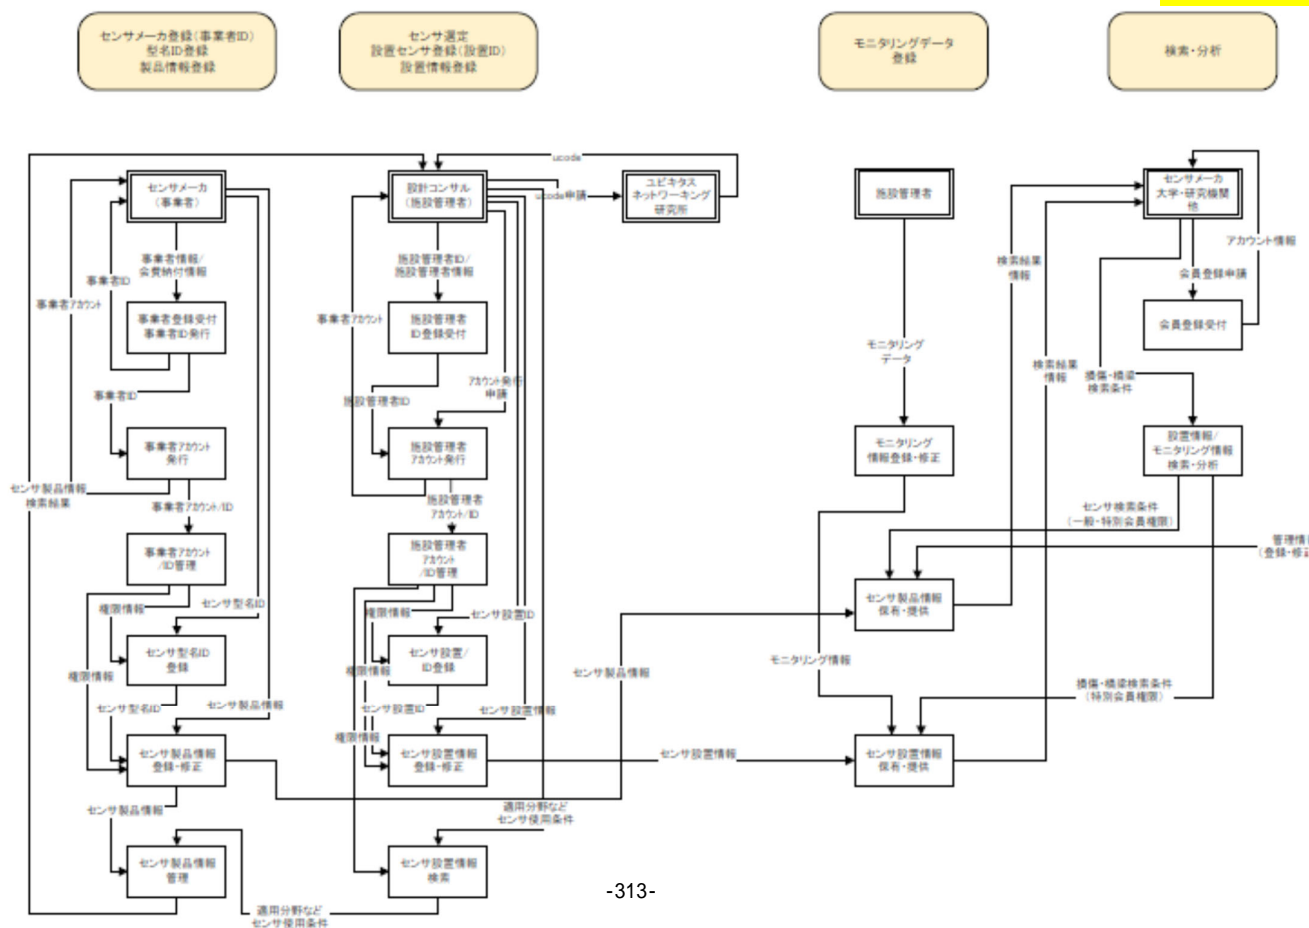 センサメーカ登録(事業者ID)
型名ID登録
製品情報登録
センサ選定
設置センサ登録(設置ID)
設置情報登録
モニタリングデータ
登録
検索・分析
ucode
センサメーカ
(事業者)
設計コンサル
(施設管理者)
ucode申請
ユビキタス
ネットワーキング
研究所
施設管理者
センサメーカ
大学・研究機関
他
アカウント情報
事業者情報/
会費納付情報
事業者ID
事業者アカウント
施設管理者ID/
施設管理者情報
検索結果
情報
会員登録申請
事業者登録受付
事業者ID発行
事業者アカウント
施設管理者
ID登録受付
会員登録受付
モニタリング
データ
検索結果
情報
損傷・橋梁
検索条件
事業者ID
アカウント発行
申請
施設管理者ID
事業者アカウント
発行
施設管理者
アカウント発行
モニタリング
情報登録・修正
設置情報/
モニタリング情報
検索・分析
センサ製品情報
検索結果
事業者アカウント/ID
施設管理者
アカウント/ID
センサ検索条件
(一般・特別会員権限)
事業者アカウント
/ID管理
施設管理者
アカウント
/ID管理
管理情
(登録・修正
センサ製品情報
保有・提供
権限情報
センサ型名ID
権限情報
センサ設置ID
センサ型名ID
登録
センサ設置/
ID登録
権限情報
権限情報
センサ製品情報
モニタリング情報
損傷・橋梁検索条件
(特別会員権限)
センサ型名ID
センサ製品情報
センサ設置ID
センサ設置情報
権限情報
センサ製品情報
登録・修正
センサ設置情報
登録・修正
センサ設置情報
センサ設置情報
保有・提供
センサ製品情報
適用分野など
センサ使用条件
センサ製品情報
管理
センサ設置情報
検索
-313-
適用分野など
センサ使用条件